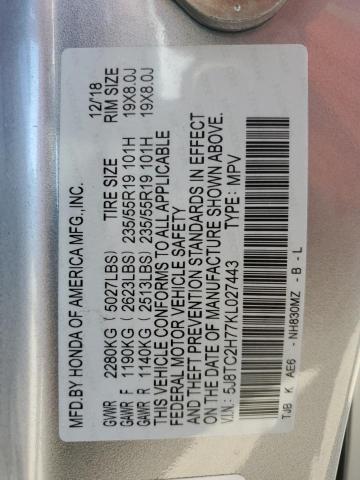 MFD.BY HONDA OF AMERICA MFG.,INC. 12/18
TIRE SIZE RIM SIZE
GVWR 2280KG (5027LBS)
GAWR F 1190KG (2623LBS) 235/55R19 101H 19X8.0J
GAWR R 1140KG (2513LBS) 235/55R19 101H 19X8.0J
THIS VEHICLE CONFORMS TO ALL APPLICABLE
FEDERAL MOTOR VEHICLE SAFETY
AND THEFT PREVENTION STANDARDS IN EFFECT
ON THE DATE OF MANUFACTURE SHOWN ABOVE.
V.I.N.: 5J8TC2H77KL027443 TYPE: MPV
TJB K AE6 - NH830MZ - B - L